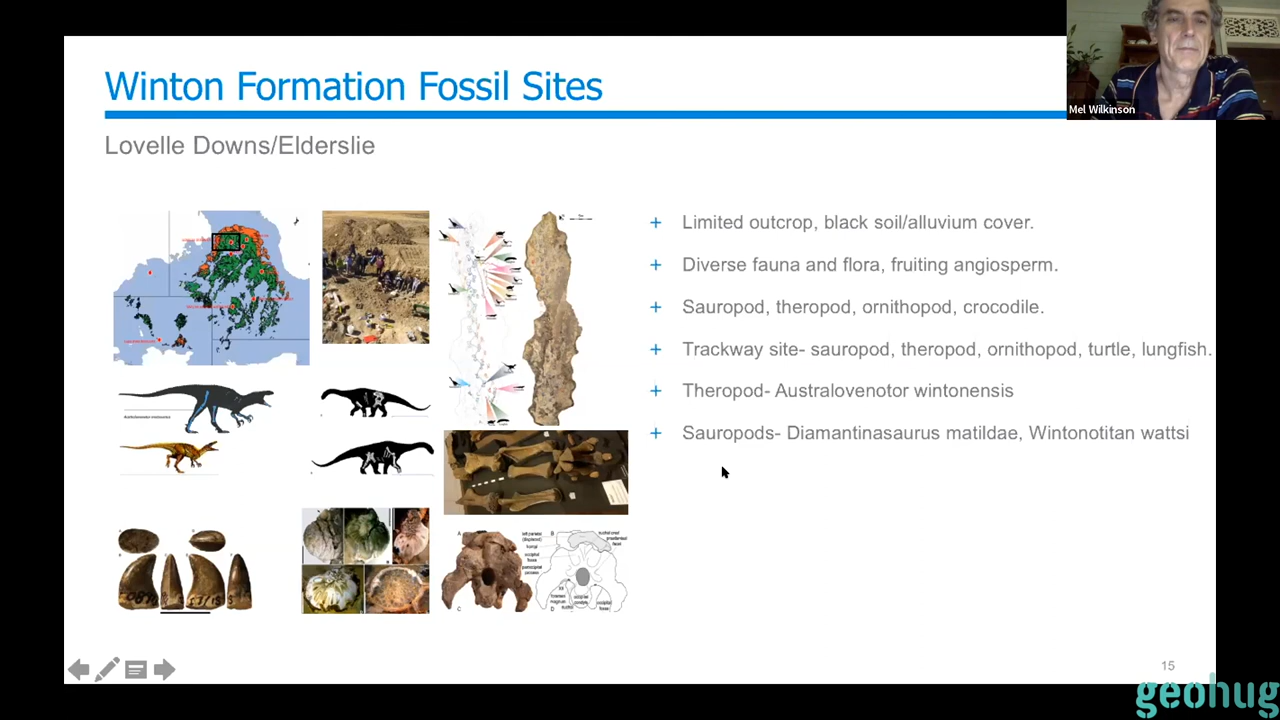 Winton Formation Fossil Sites
Mel Wilkinson
Lovelle Downs/Elderslie
+ Limited outcrop, black soil/alluvium cover.
+ Diverse fauna and flora, fruiting angiosperm.
+ Sauropod, theropod, ornithopod, crocodile.
+ Trackway site- sauropod, theropod, ornithopod, turtle, lungfish.
+ Theropod- Australovenotor wintonensis
+ Sauropods- Diamantinasaurus matildae, Wintonotitan wattsi
A
B
C
D
15
geohug